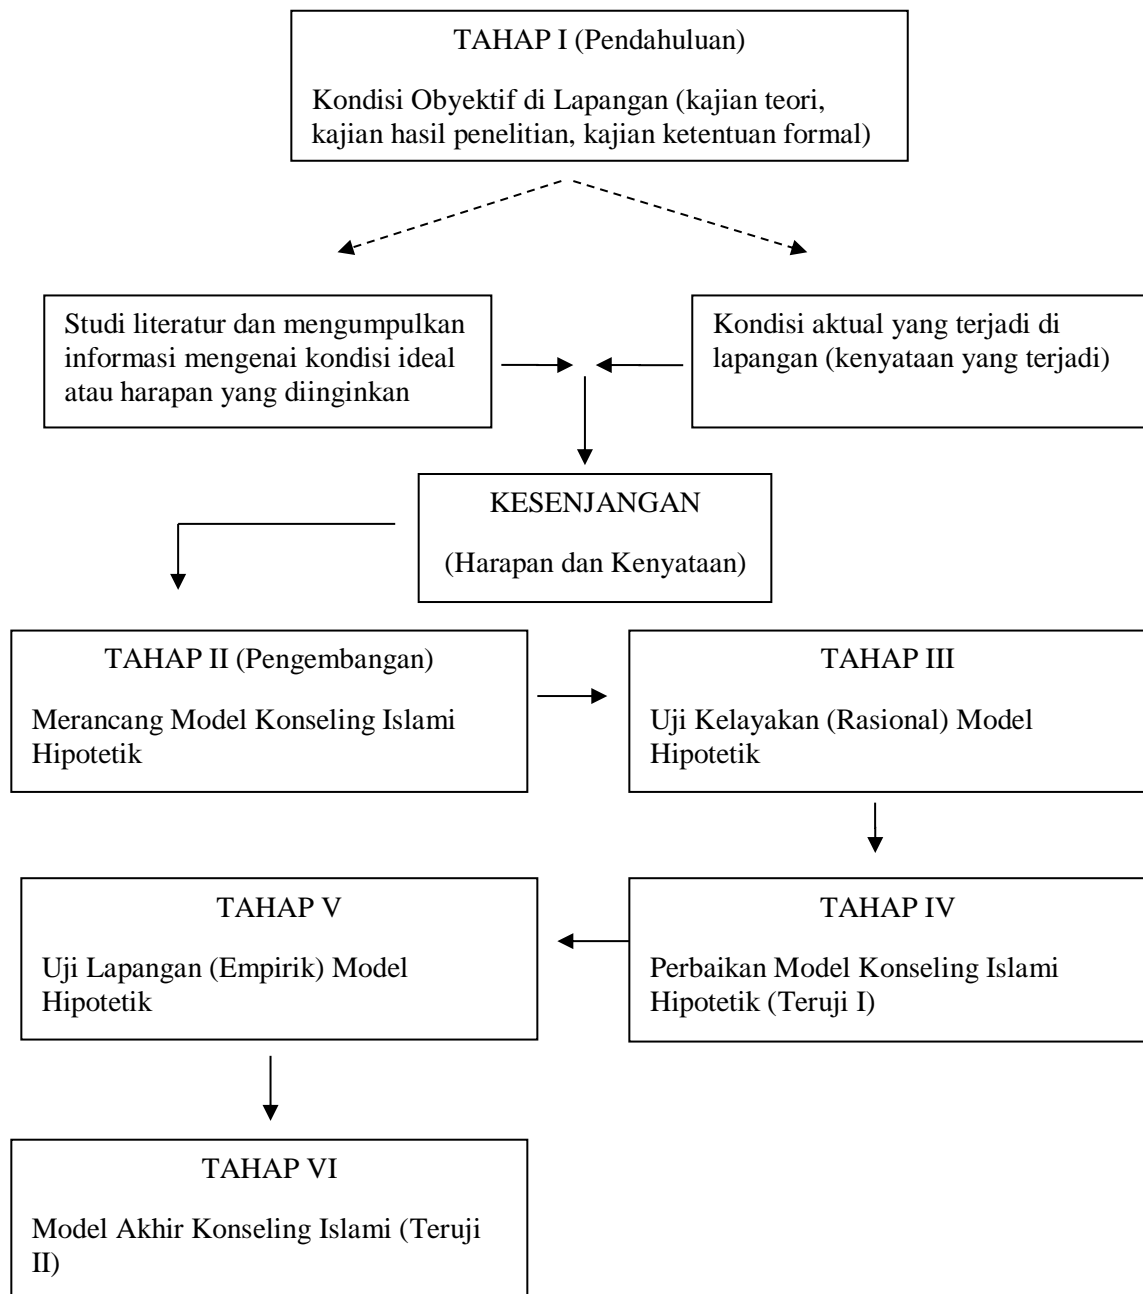 TAHAP I (Pendahuluan)
Kondisi Obyektif di Lapangan (kajian teori,
kajian hasil penelitian, kajian ketentuan formal)
Studi literatur dan mengumpulkan
informasi mengenai kondisi ideal
atau harapan yang diinginkan
Kondisi aktual yang terjadi di
lapangan (kenyataan yang terjadi)
KESENJANGAN
(Harapan dan Kenyataan)
TAHAP II (Pengembangan)
Merancang Model Konseling Islami
Hipotetik
TAHAP III
Uji Kelayakan (Rasional) Model
Hipotetik
TAHAP IV
Perbaikan Model Konseling Islami
Hipotetik (Teruji I)
TAHAP V
Uji Lapangan (Empirik) Model
Hipotetik
TAHAP VI
Model Akhir Konseling Islami (Teruji
II)